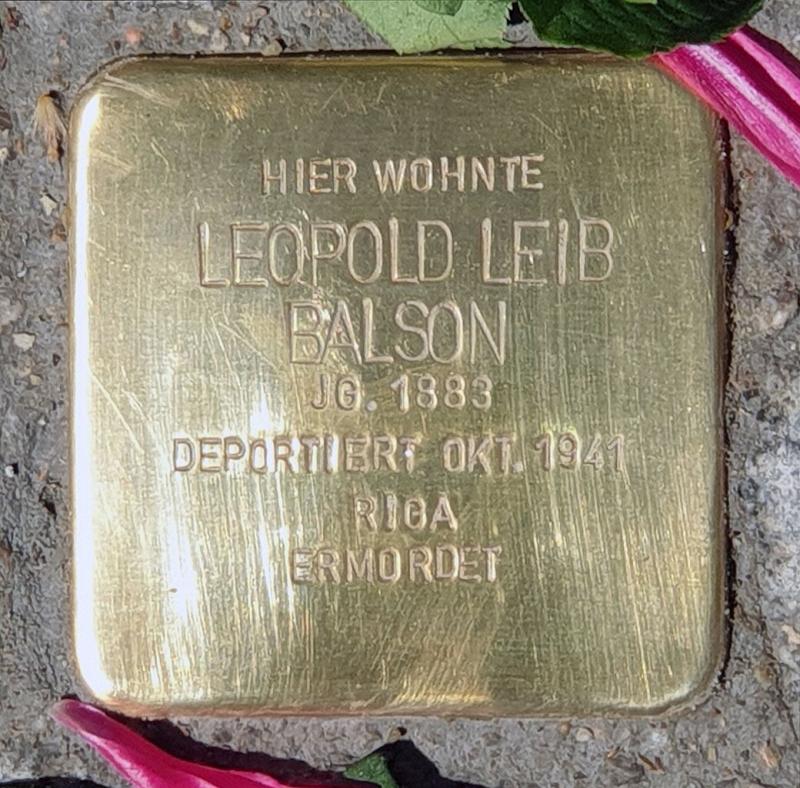 HIER WOHNTE
LEOPOLD LEIB
BALSON
JG. 1883
DEPORTIERT OKT. 1941
RIGA
ERMORDET